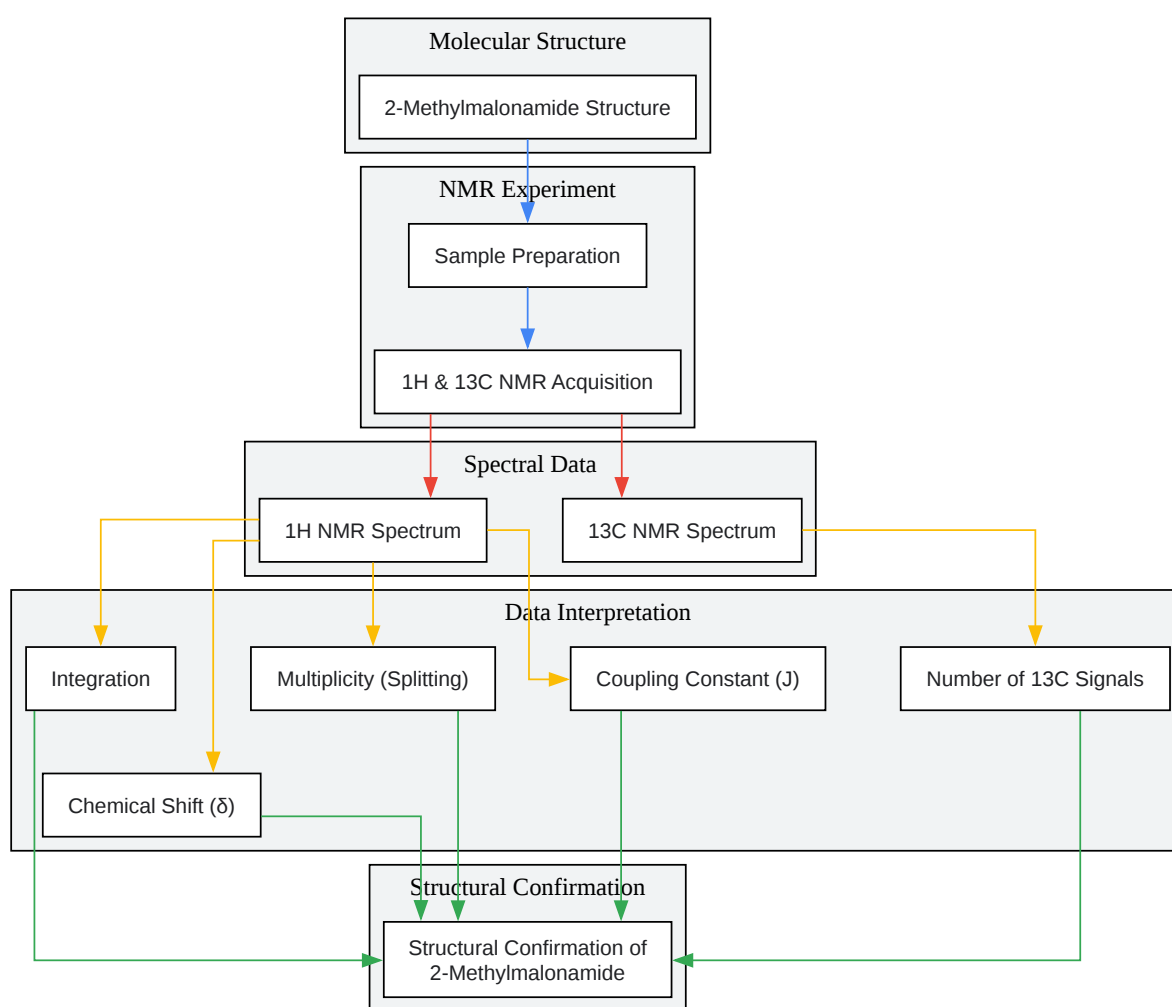 Molecular Structure
2-Methylmalonamide Structure
NMR Experiment
Sample Preparation
1H & 13C NMR Acquisition
Spectral Data
1H NMR Spectrum
13C NMR Spectrum
Data Interpretation
Integration
Multiplicity (Splitting)
Coupling Constant (J)
Number of 13C Signals
Chemical Shift (δ)
Structural Confirmation
Structural Confirmation of
2-Methylmalonamide